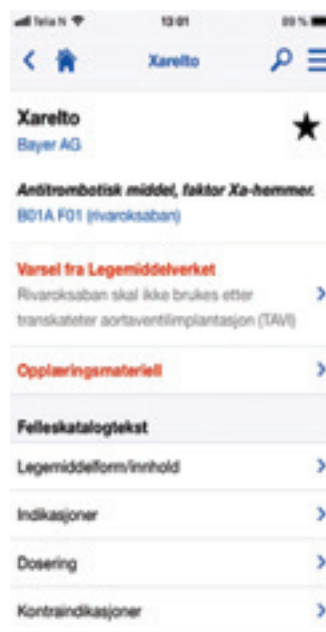 Telia N 13:01 89 %
Xarelto
Xarelto
Bayer AG
Antitrombotisk middel, faktor Xa-hemmer.
B01A F01 (rivaroksaban)
Varsel fra Legemiddelverket
Rivaroksaban skal ikke brukes etter
transkateter aortaventilimplantasjon (TAVI)
Opplæringsmateriell
Felleskatalogtekst
Legemiddelform/innhold
Indikasjoner
Dosering
Kontraindikasjoner